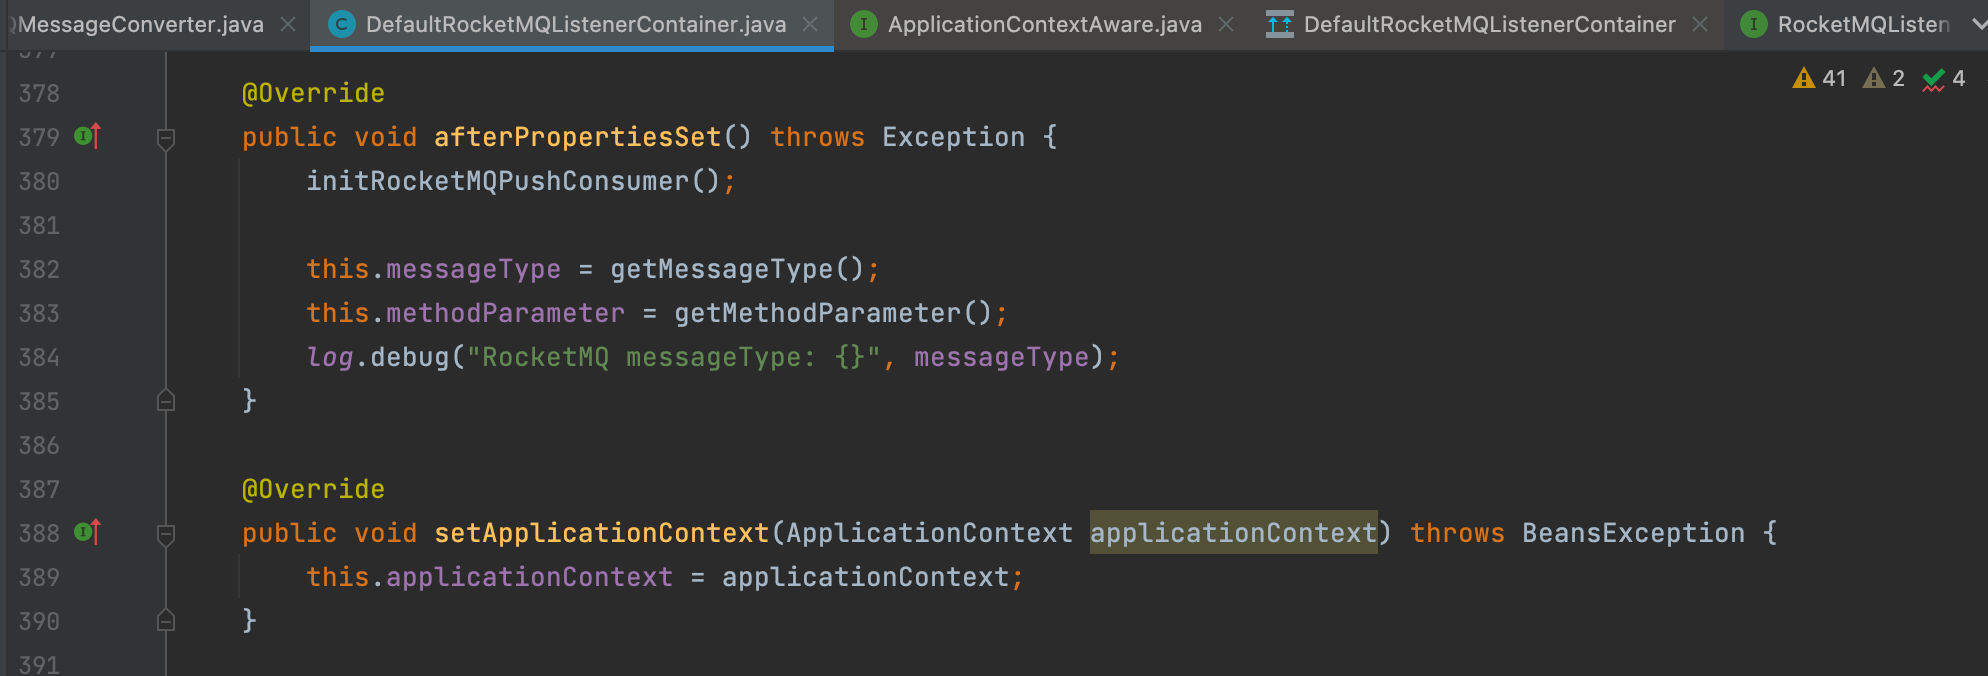 MessageConverter.java DefaultRocketMQListenerContainer.java ApplicationContextAware.java DefaultRocketMQListenerContainer RocketMQListen
41 2 4
378 @Override
379 public void afterPropertiesSet() throws Exception {
380 initRocketMQPushConsumer();
381
382 this.messageType = getMessageType();
383 this.methodParameter = getMethodParameter();
384 log.debug("RocketMQ messageType: {}", messageType);
385 }
386
387 @Override
388 public void setApplicationContext(ApplicationContext applicationContext) throws BeansException {
389 this.applicationContext = applicationContext;
390 }
391